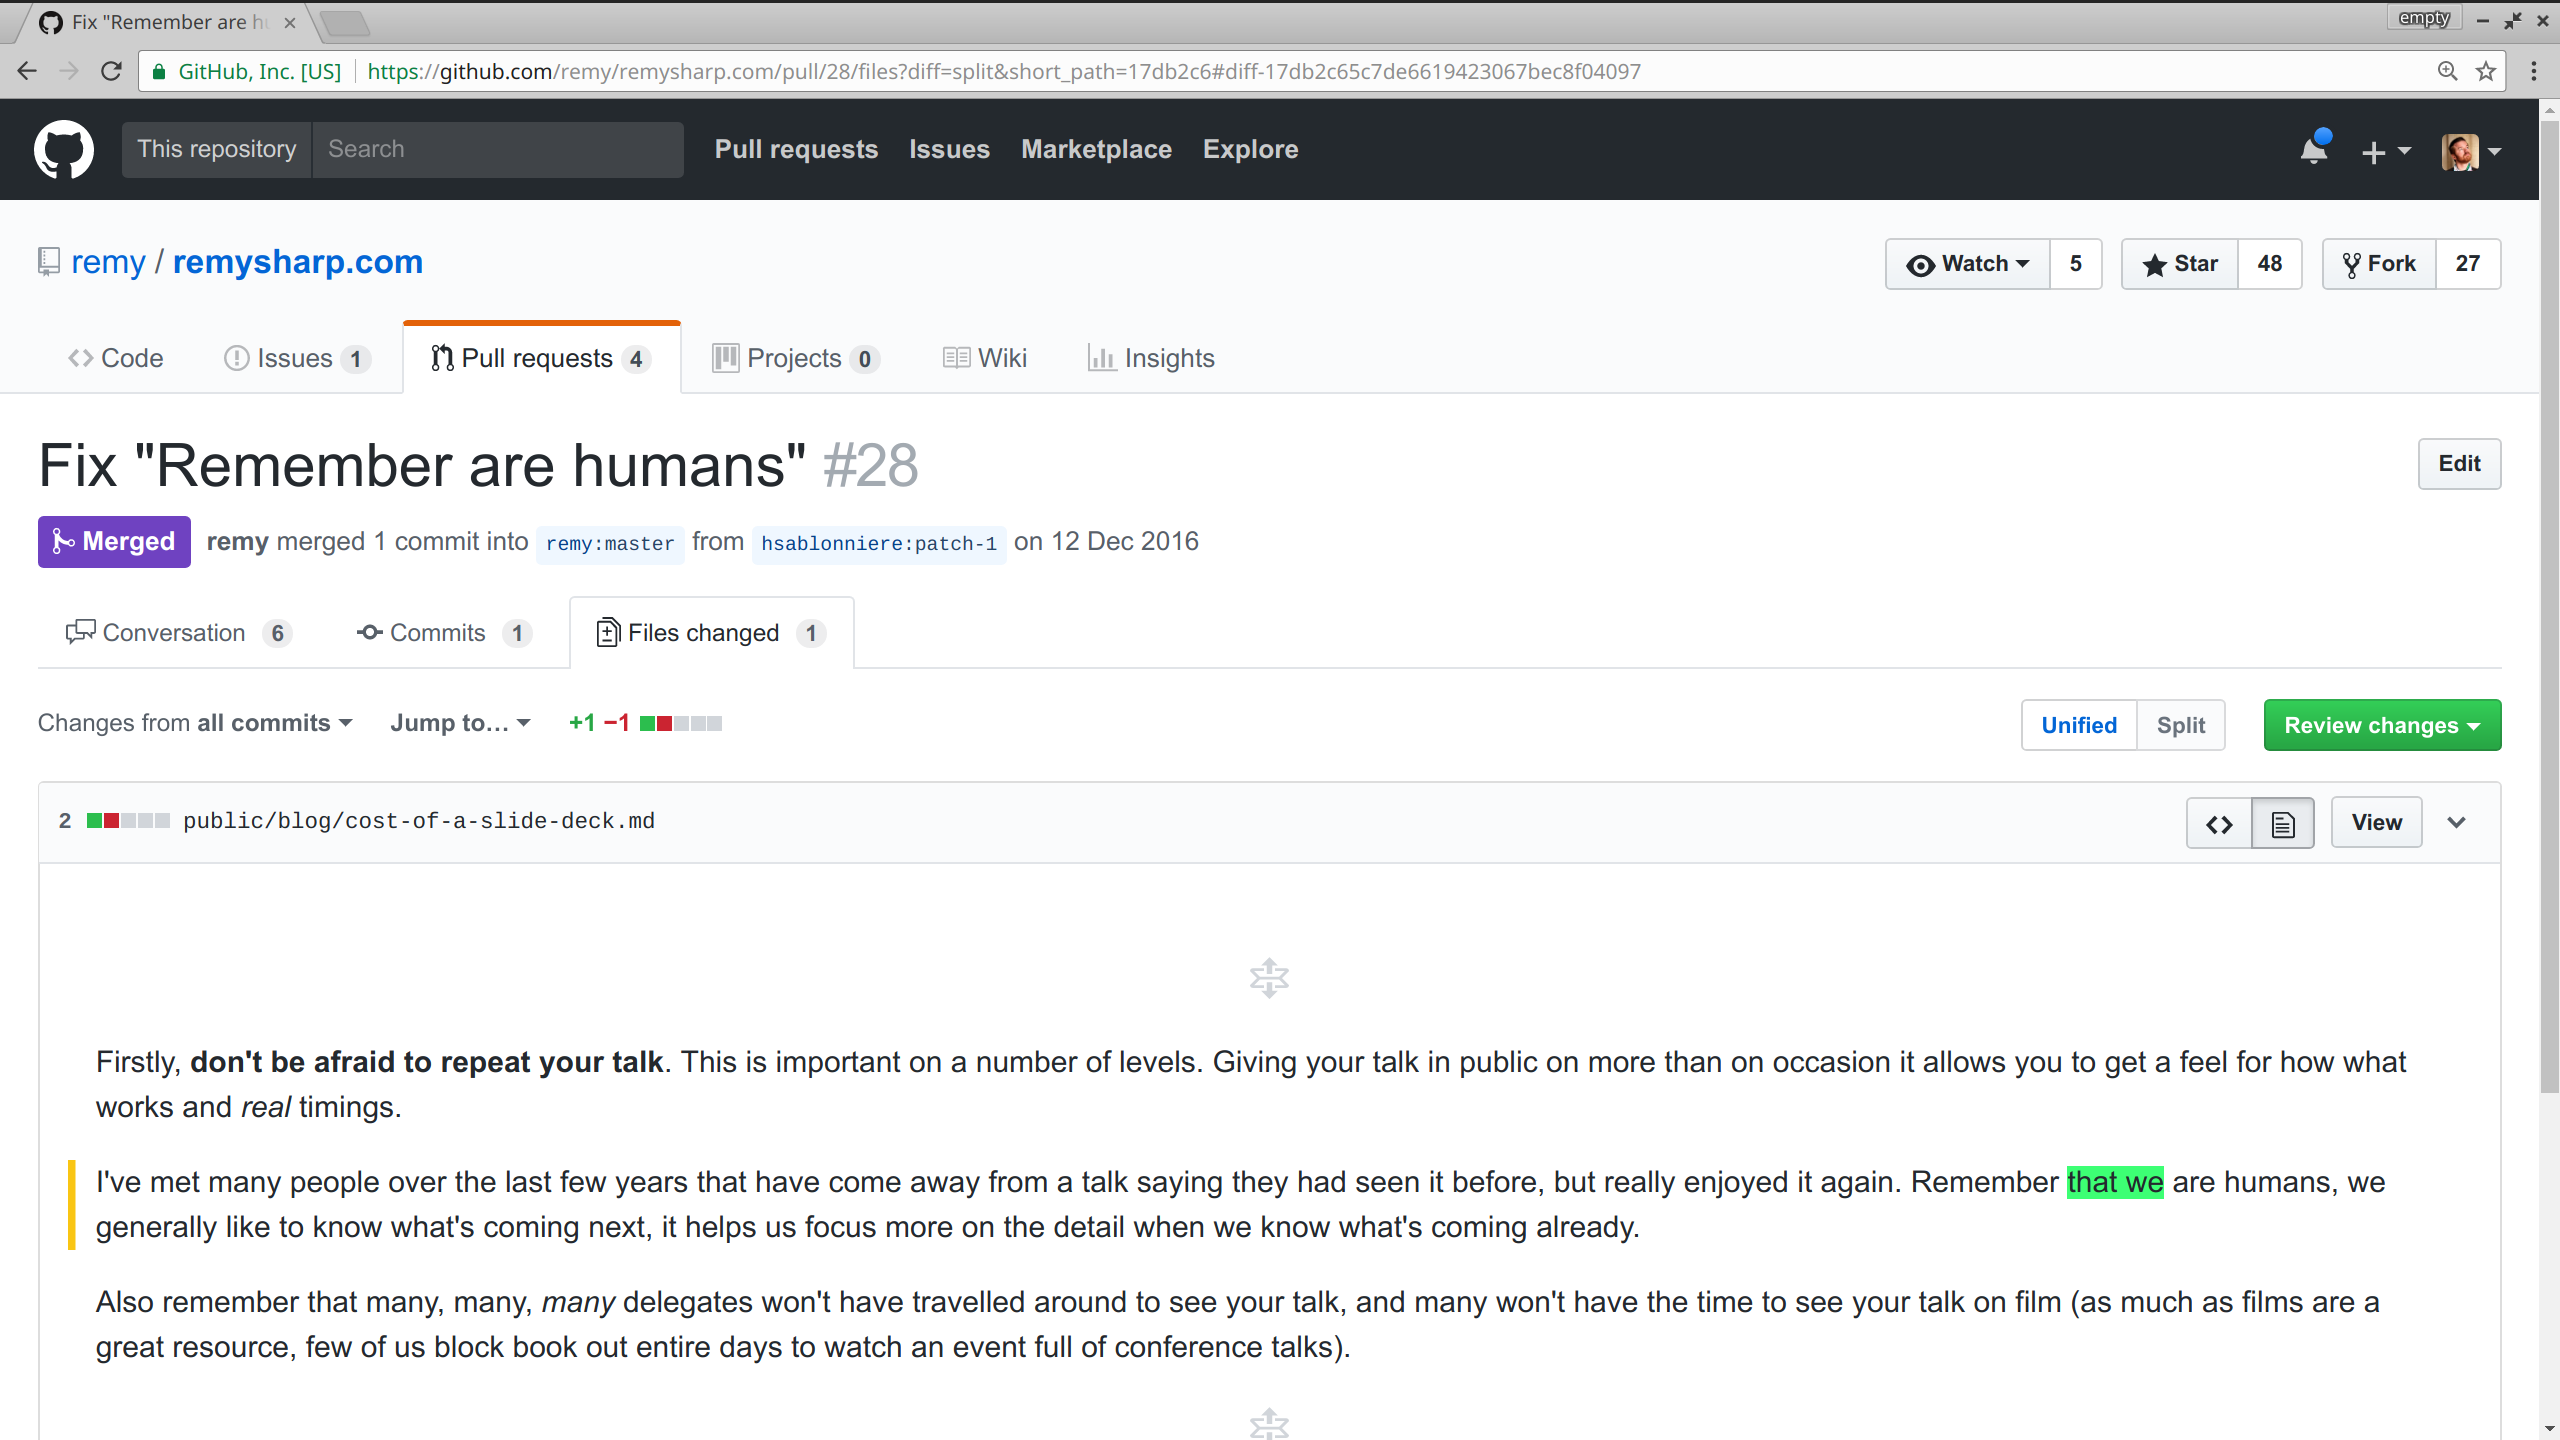 Fix "Remember are hu
empty
GitHub, Inc. [US] https://github.com/remy/remysharp.com/pull/28/files?diff=split&short_path=17db2c6#diff-17db2c65c7de6619423067bec8f04097
This repository Search Pull requests Issues Marketplace Explore
remy / remysharp.com Watch 5 Star 48 Fork 27
Code Issues 1 Pull requests 4 Projects 0 Wiki Insights
Fix "Remember are humans" #28 Edit
Merged remy merged 1 commit into remy:master from hsablonniere:patch-1 on 12 Dec 2016
Conversation 6 Commits 1 Files changed 1
Changes from all commits Jump to... +1 −1 Unified Split Review changes
2 public/blog/cost-of-a-slide-deck.md View
Firstly, don't be afraid to repeat your talk. This is important on a number of levels. Giving your talk in public on more than on occasion it allows you to get a feel for how what
works and real timings.
I've met many people over the last few years that have come away from a talk saying they had seen it before, but really enjoyed it again. Remember that we are humans, we
generally like to know what's coming next, it helps us focus more on the detail when we know what's coming already.
Also remember that many, many, many delegates won't have travelled around to see your talk, and many won't have the time to see your talk on film (as much as films are a
great resource, few of us block book out entire days to watch an event full of conference talks).